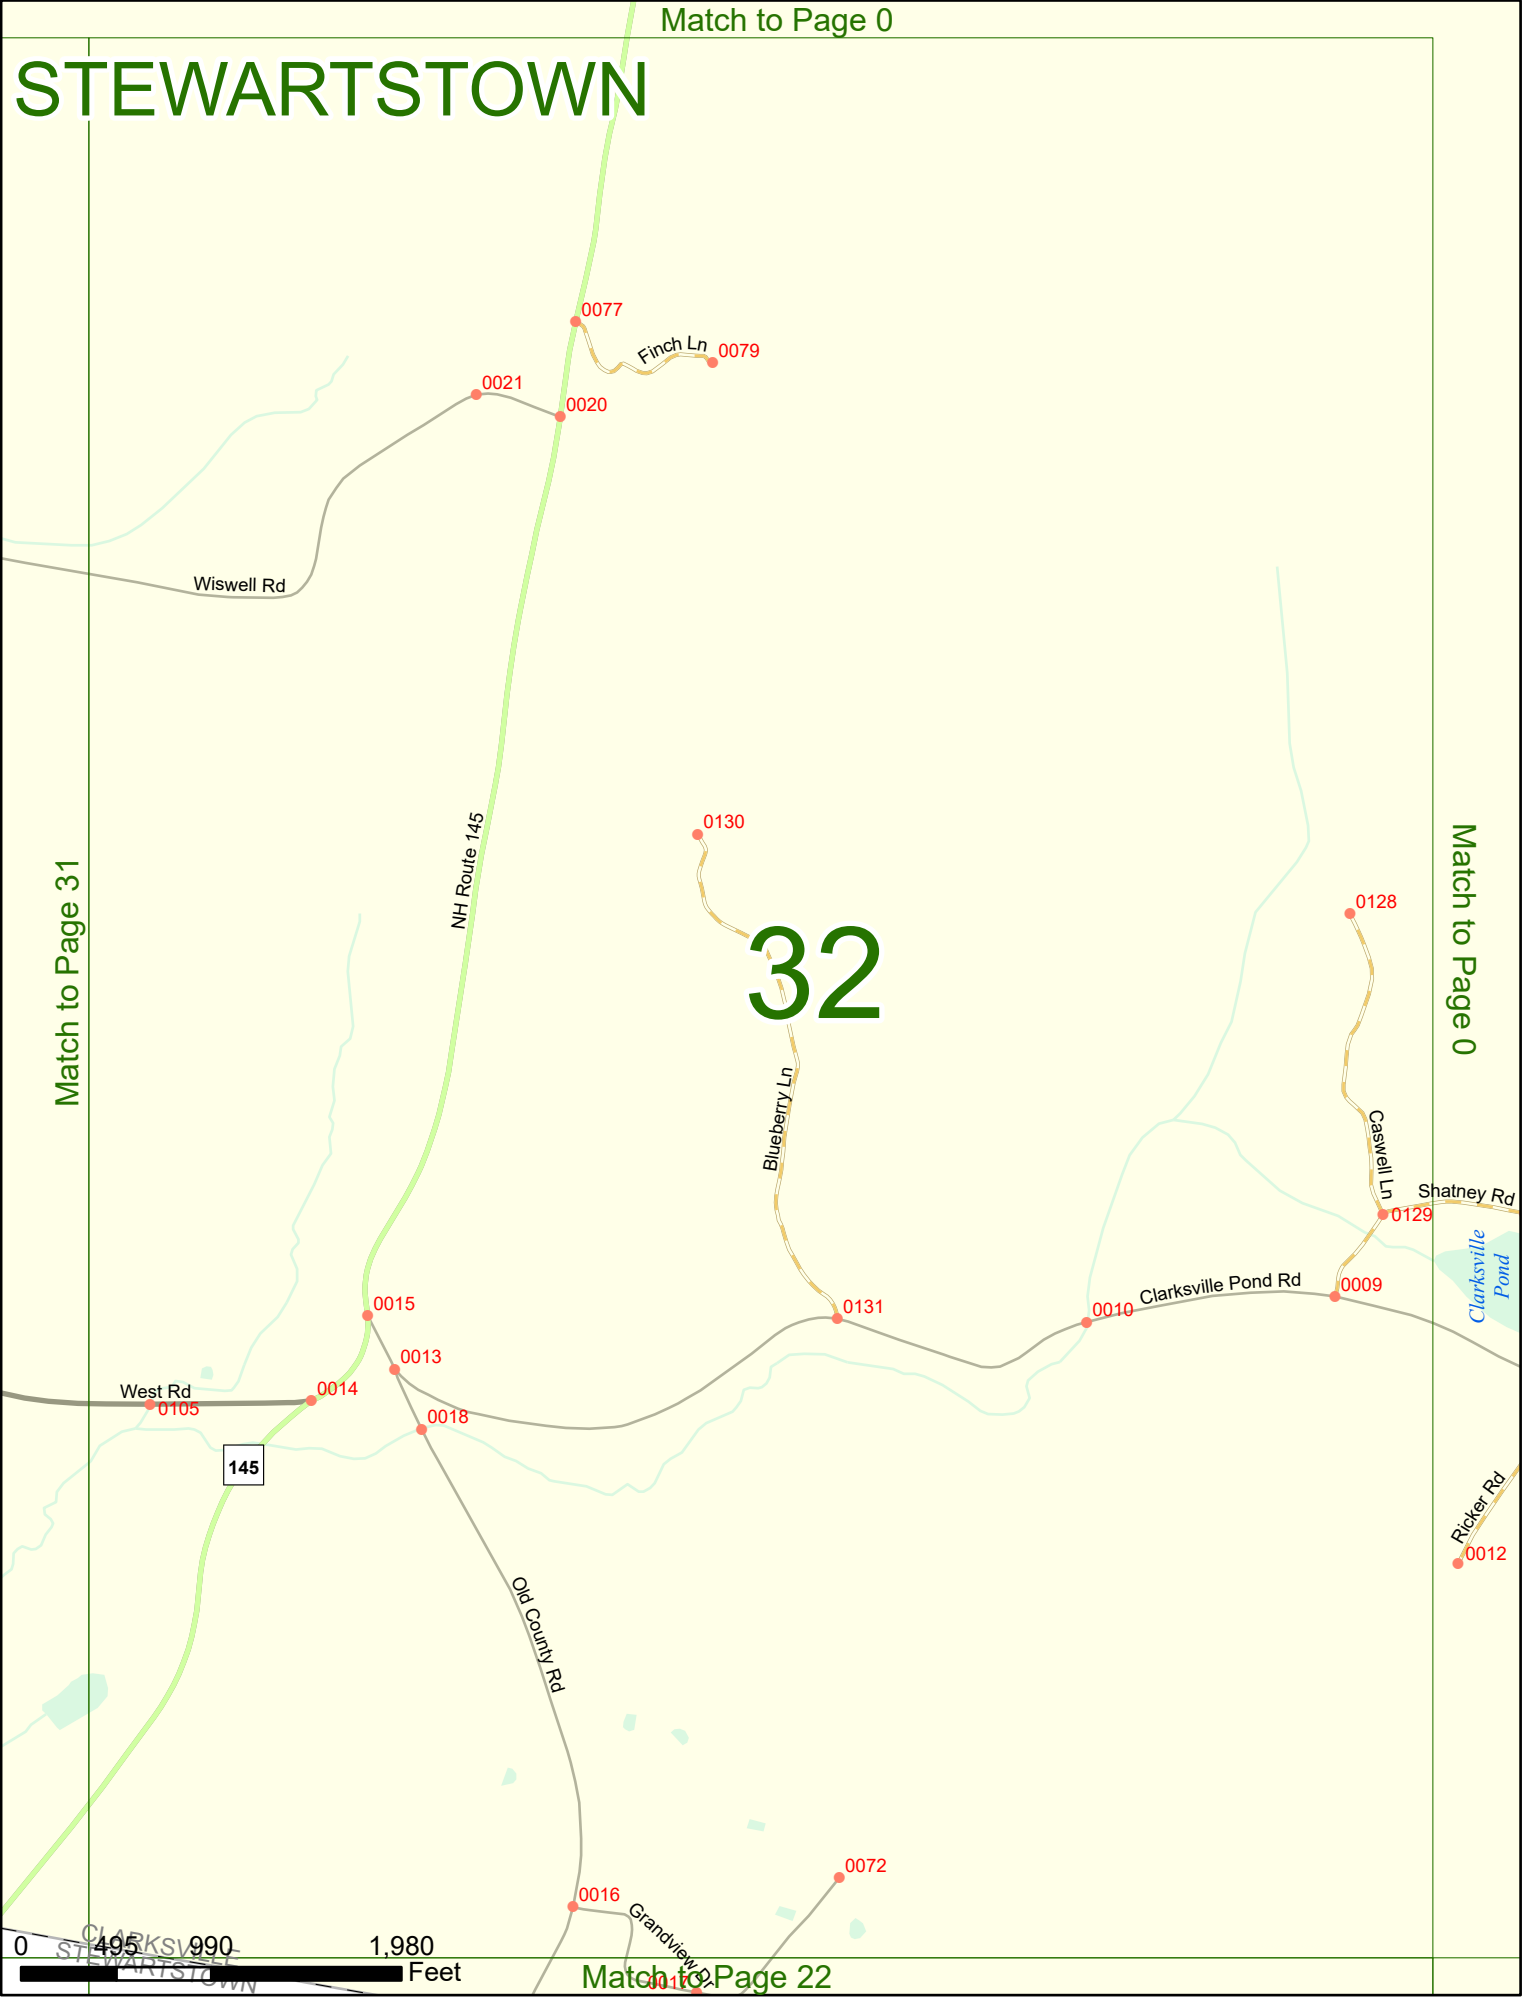 Match to Page 0
STEWARTSTOWN
0077
Finch Ln
0079
0021
0020
Wiswell Rd
NH Route 145
0130
Match to Page 31
32
Match to Page 0
0128
Blueberry Ln
Caswell Ln
Shatney Rd
0129
Clarksville
Pond
Clarksville Pond Rd
0009
0015
0131
0010
0013
West Rd
0105
0014
0018
145
Ricker Rd
0012
Old County Rd
0072
0016
Grandview Dr
CLARKSVILLE
STEWARTSTOWN
0 495 990 1,980
Feet
0017
Match to Page 22